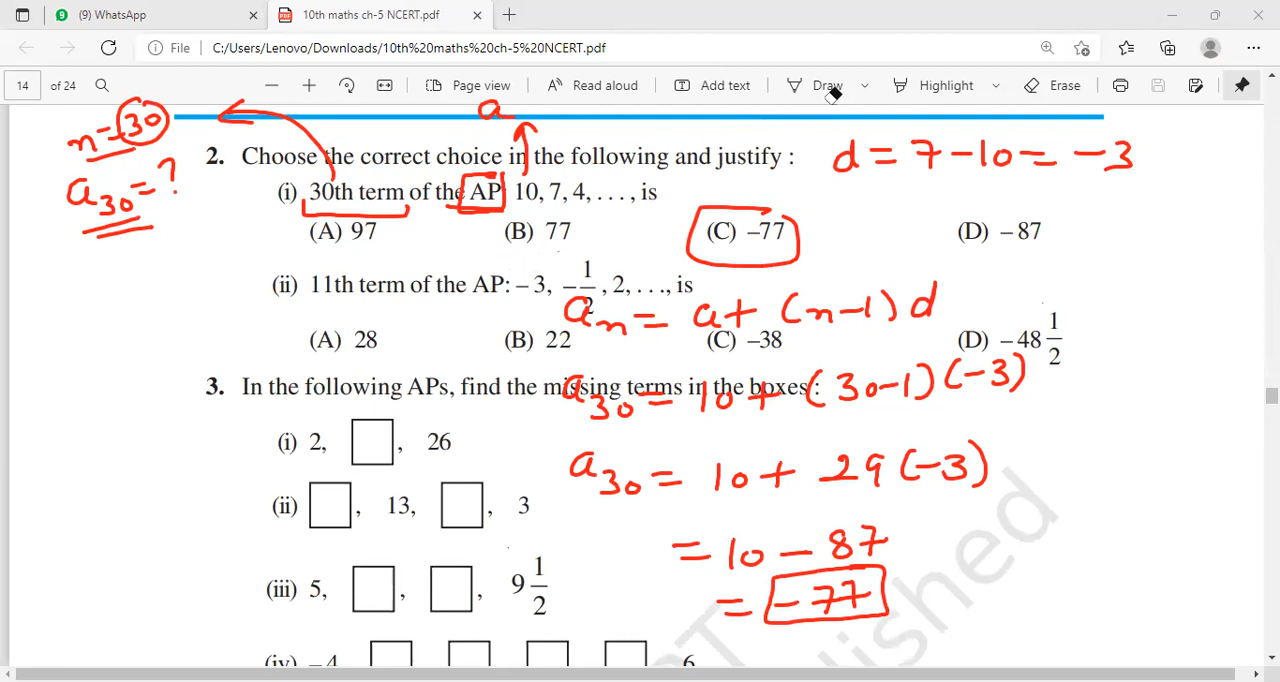 (9) WhatsApp
10th maths ch-5 NCERT.pdf
File C:/Users/Lenovo/Downloads/10th%20maths%20ch-5%20NCERT.pdf
14 of 24 Page view Read aloud Add text Draw Highlight Erase
n=30
a
a30=?
2. Choose the correct choice in the following and justify :
d = 7-10 = -3
(i) 30th term of the AP: 10, 7, 4, . . . , is
(A) 97 (B) 77 (C) –77 (D) – 87
(ii) 11th term of the AP: – 3, -1/2, 2, . . ., is
an = a+ (n-1) d
(A) 28 (B) 22 (C) –38 (D) – 48 1/2
3. In the following APs, find the missing terms in the boxes :
a30 = 10 + (30-1) (-3)
(i) 2, , 26
a30 = 10 + 29 (-3)
(ii) , 13, , 3
= 10 - 87
(iii) 5, , , 9 1/2
= -77
(iv) – 4 6
published